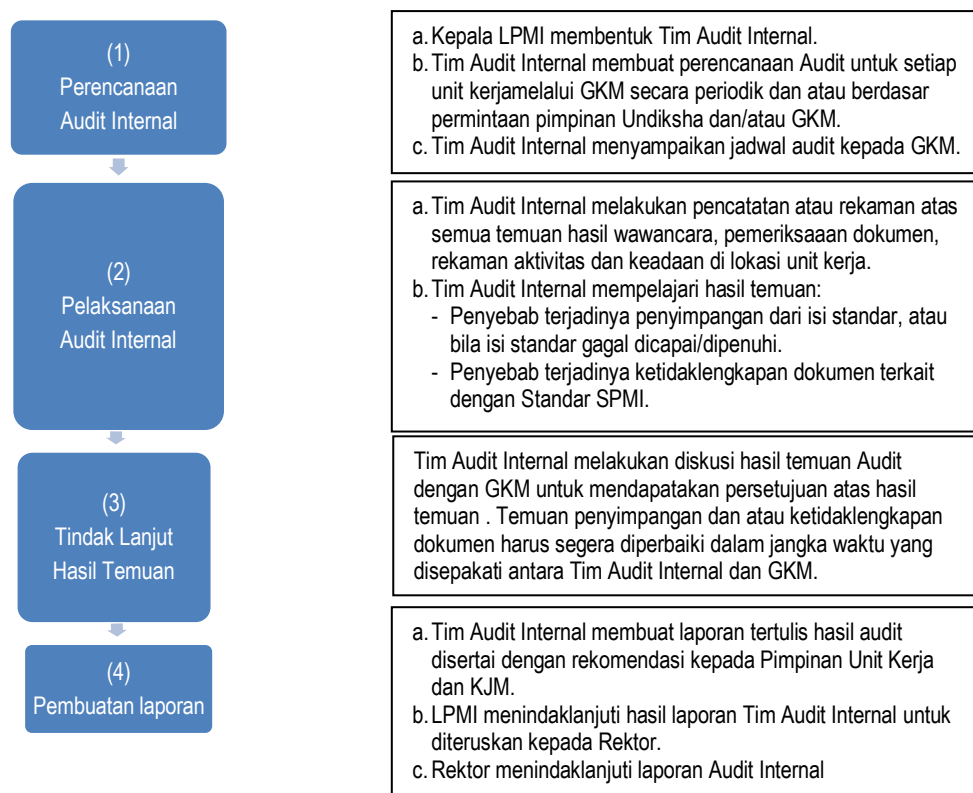 (1)
Perencanaan
Audit Internal
a. Kepala LPMI membentuk Tim Audit Internal.
b. Tim Audit Internal membuat perencanaan Audit untuk setiap
unit kerjamelalui GKM secara periodik dan atau berdasar
permintaan pimpinan Undiksha dan/atau GKM.
c. Tim Audit Internal menyampaikan jadwal audit kepada GKM.
(2)
Pelaksanaan
Audit Internal
a. Tim Audit Internal melakukan pencatatan atau rekaman atas
semua temuan hasil wawancara, pemeriksaaan dokumen,
rekaman aktivitas dan keadaan di lokasi unit kerja.
b. Tim Audit Internal mempelajari hasil temuan:
- Penyebab terjadinya penyimpangan dari isi standar, atau
bila isi standar gagal dicapai/dipenuhi.
- Penyebab terjadinya ketidaklengkapan dokumen terkait
dengan Standar SPMI.
(3)
Tindak Lanjut
Hasil Temuan
Tim Audit Internal melakukan diskusi hasil temuan Audit
dengan GKM untuk mendapatakan persetujuan atas hasil
temuan . Temuan penyimpangan dan atau ketidaklengkapan
dokumen harus segera diperbaiki dalam jangka waktu yang
disepakati antara Tim Audit Internal dan GKM.
(4)
Pembuatan laporan
a. Tim Audit Internal membuat laporan tertulis hasil audit
disertai dengan rekomendasi kepada Pimpinan Unit Kerja
dan KJM.
b. LPMI menindaklanjuti hasil laporan Tim Audit Internal untuk
diteruskan kepada Rektor.
c. Rektor menindaklanjuti laporan Audit Internal